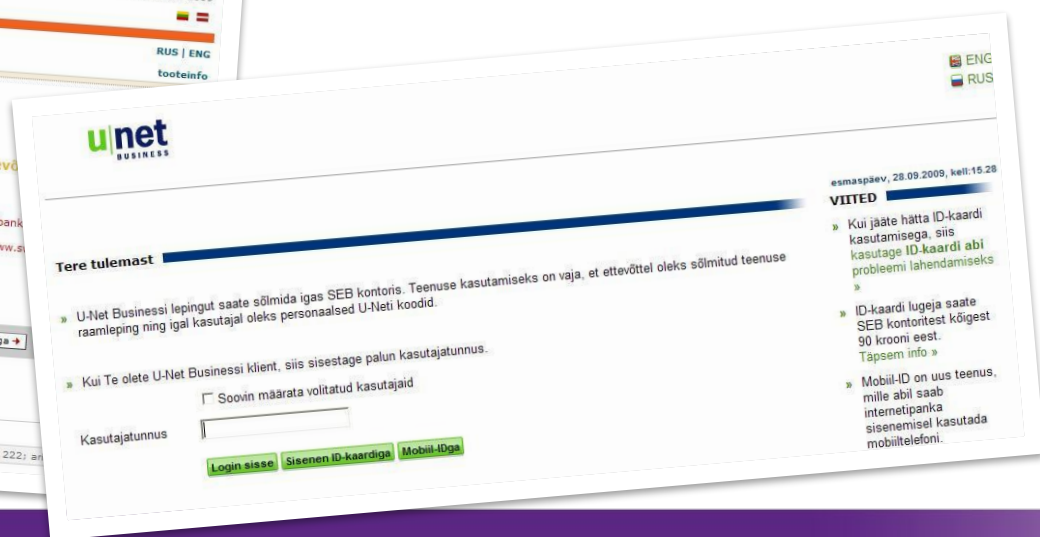 RUS | ENG
tooteinfo
ENG
RUS
u|net
BUSINESS
esmaspäev, 28.09.2009, kell:15.28
VIITED
» Kui jääte hätta ID-kaardi
kasutamisega, siis
kasutage ID-kaardi abi
probleemi lahendamiseks
»
» ID-kaardi lugeja saate
SEB kontoritest kõigest
90 krooni eest.
Täpsem info »
» Mobiil-ID on uus teenus,
mille abil saab
internetipanka
sisenemisel kasutada
mobiiltelefoni.
Tere tulemast
» U-Net Businessi lepingut saate sõlmida igas SEB kontoris. Teenuse kasutamiseks on vaja, et ettevõttel oleks sõlmitud teenuse
raamleping ning igal kasutajal oleks personaalsed U-Neti koodid.
» Kui Te olete U-Net Businessi klient, siis sisestage palun kasutajatunnus.
Soovin määrata volitatud kasutajaid
Kasutajatunnus
Login sisse Sisenen ID-kaardiga Mobiil-IDga
222;